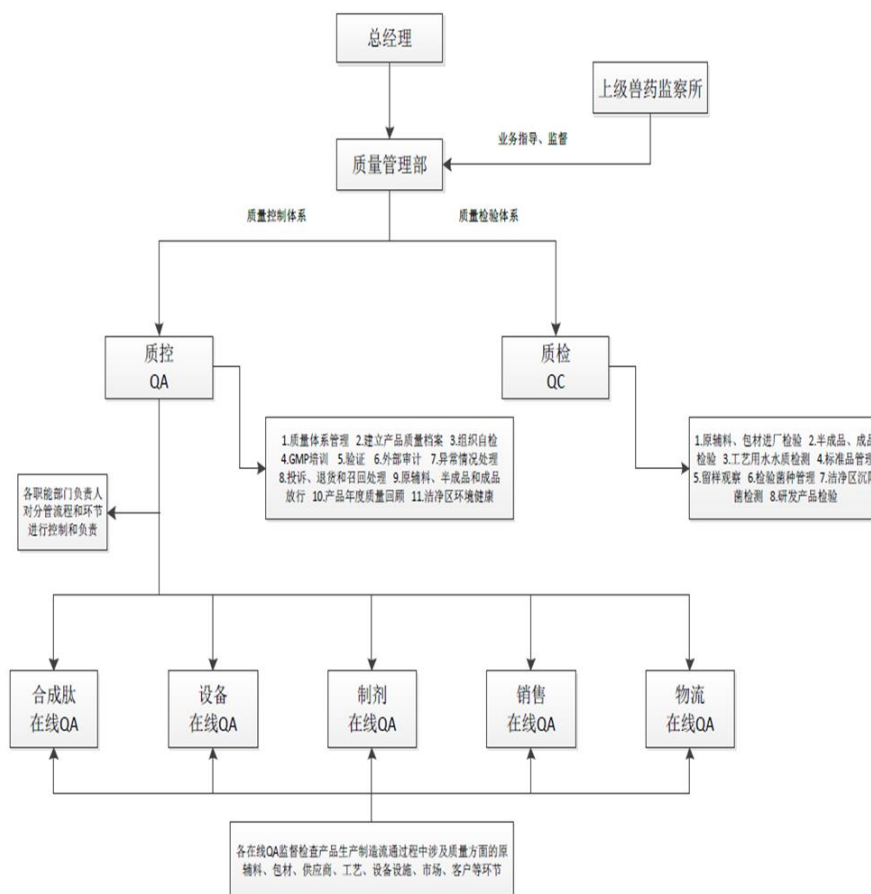 总经理
上级兽药监察所
业务指导、监督
质量管理部
质量控制体系
质量检验体系
质控
QA
质检
QC
1.质量体系管理 2.建立产品质量档案 3.组织自检
4.GMP培训 5.验证 6.外部审计 7.异常情况处理
8.投诉、退货和召回处理 9.原辅料、半成品和成品
放行 10.产品年度质量回顾 11.洁净区环境健康
1.原辅料、包材进厂检验 2.半成品、成品
检验 3.工艺用水水质检测 4.标准品管理
5.留样观察 6.检验菌种管理 7.洁净区沉降
菌检测 8.研发产品检验
各职能部门负责人
对分管流程和环节
进行控制和负责
合成肽
在线QA
设备
在线QA
制剂
在线QA
销售
在线QA
物流
在线QA
各在线QA监督检查产品生产制造流通过程中涉及质量方面的原
辅料、包材、供应商、工艺、设备设施、市场、客户等环节